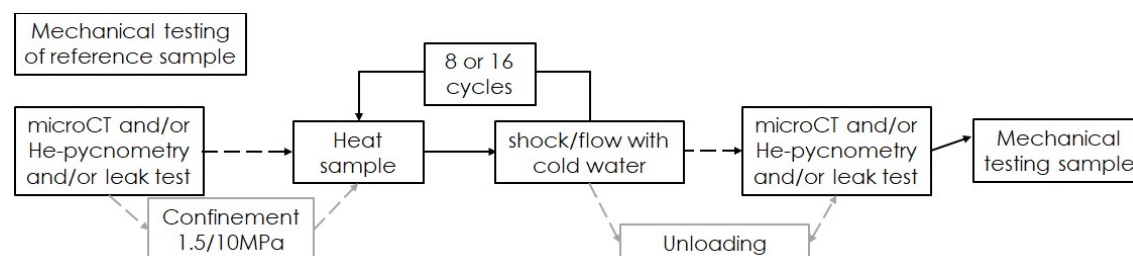 Mechanical testing
of reference sample
8 or 16
cycles
microCT and/or
He-pycnometry
and/or leak test
Heat
sample
shock/flow with
cold water
microCT and/or
He-pycnometry
and/or leak test
Mechanical
testing sample
Confinement
1.5/10MPa
Unloading